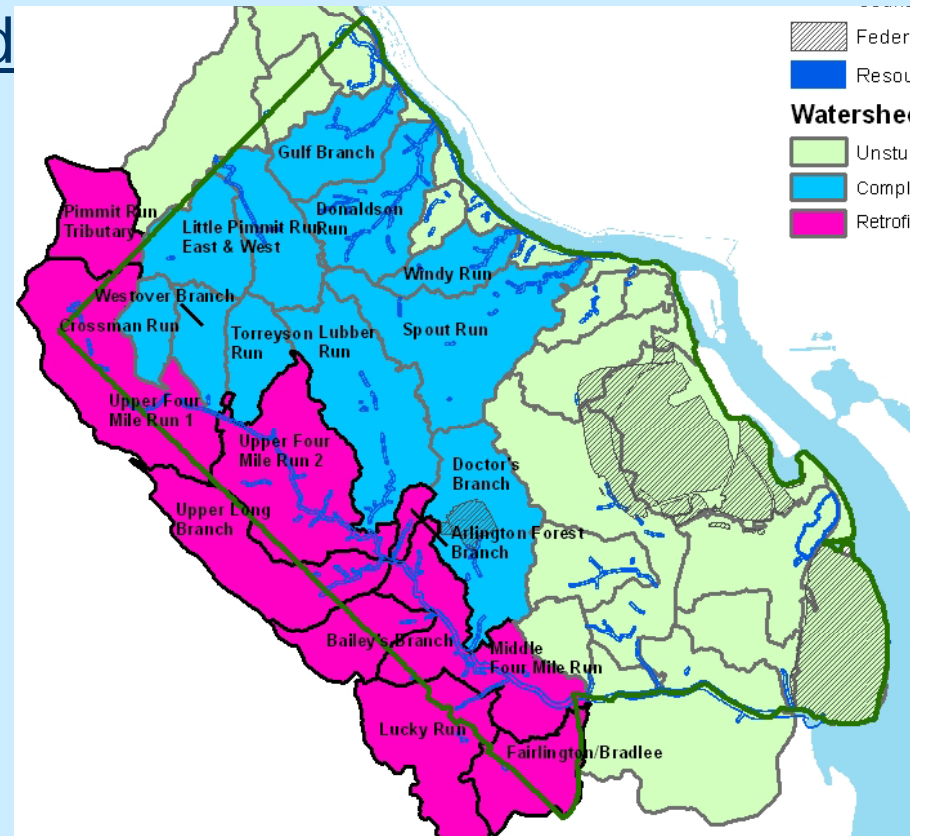 d
Feder
Resou
Watershe
Unstu
Compl
Retrofi
Gulf Branch
Pimmit Run
Tributary
Donaldson
Run
Little Pimmit Run
East & West
Windy Run
Westover Branch
Crossman Run
Torreyson
Run
Lubber
Run
Spout Run
Upper Four
Mile Run 1
Upper Four
Mile Run 2
Doctor's
Branch
Upper Long
Branch
Arlington Forest
Branch
Bailey's Branch
Middle
Four Mile Run
Lucky Run
Fairlington/Bradlee